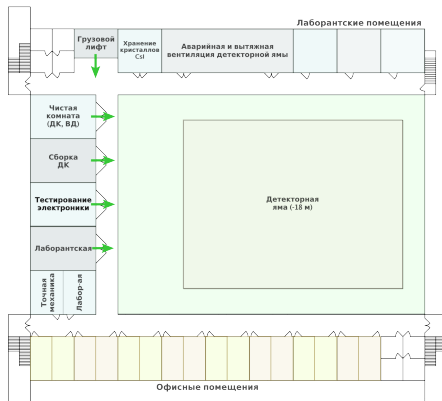 Лаборантские помещения
Грузовой
лифт
Хранение
кристаллов
CsI
Аварийная и вытяжная
вентиляция детекторной ямы
Чистая
комната
(ДК, ВД)
Сборка
ДК
Тестирование
электроники
Лаборантская
Точная
механика
Лабор-ая
Детекторная
яма (-18 м)
Офисные помещения